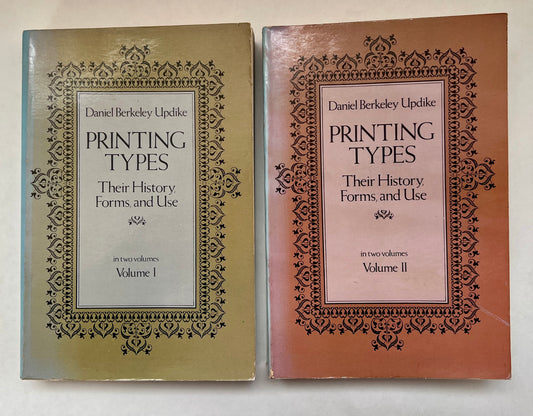 Daniel Berkeley Updike
PRINTING
TYPES
Their History,
Forms, and Use
in two volumes
Volume I
Daniel Berkeley Updike
PRINTING
TYPES
Their History,
Forms, and Use
in two volumes
Volume II